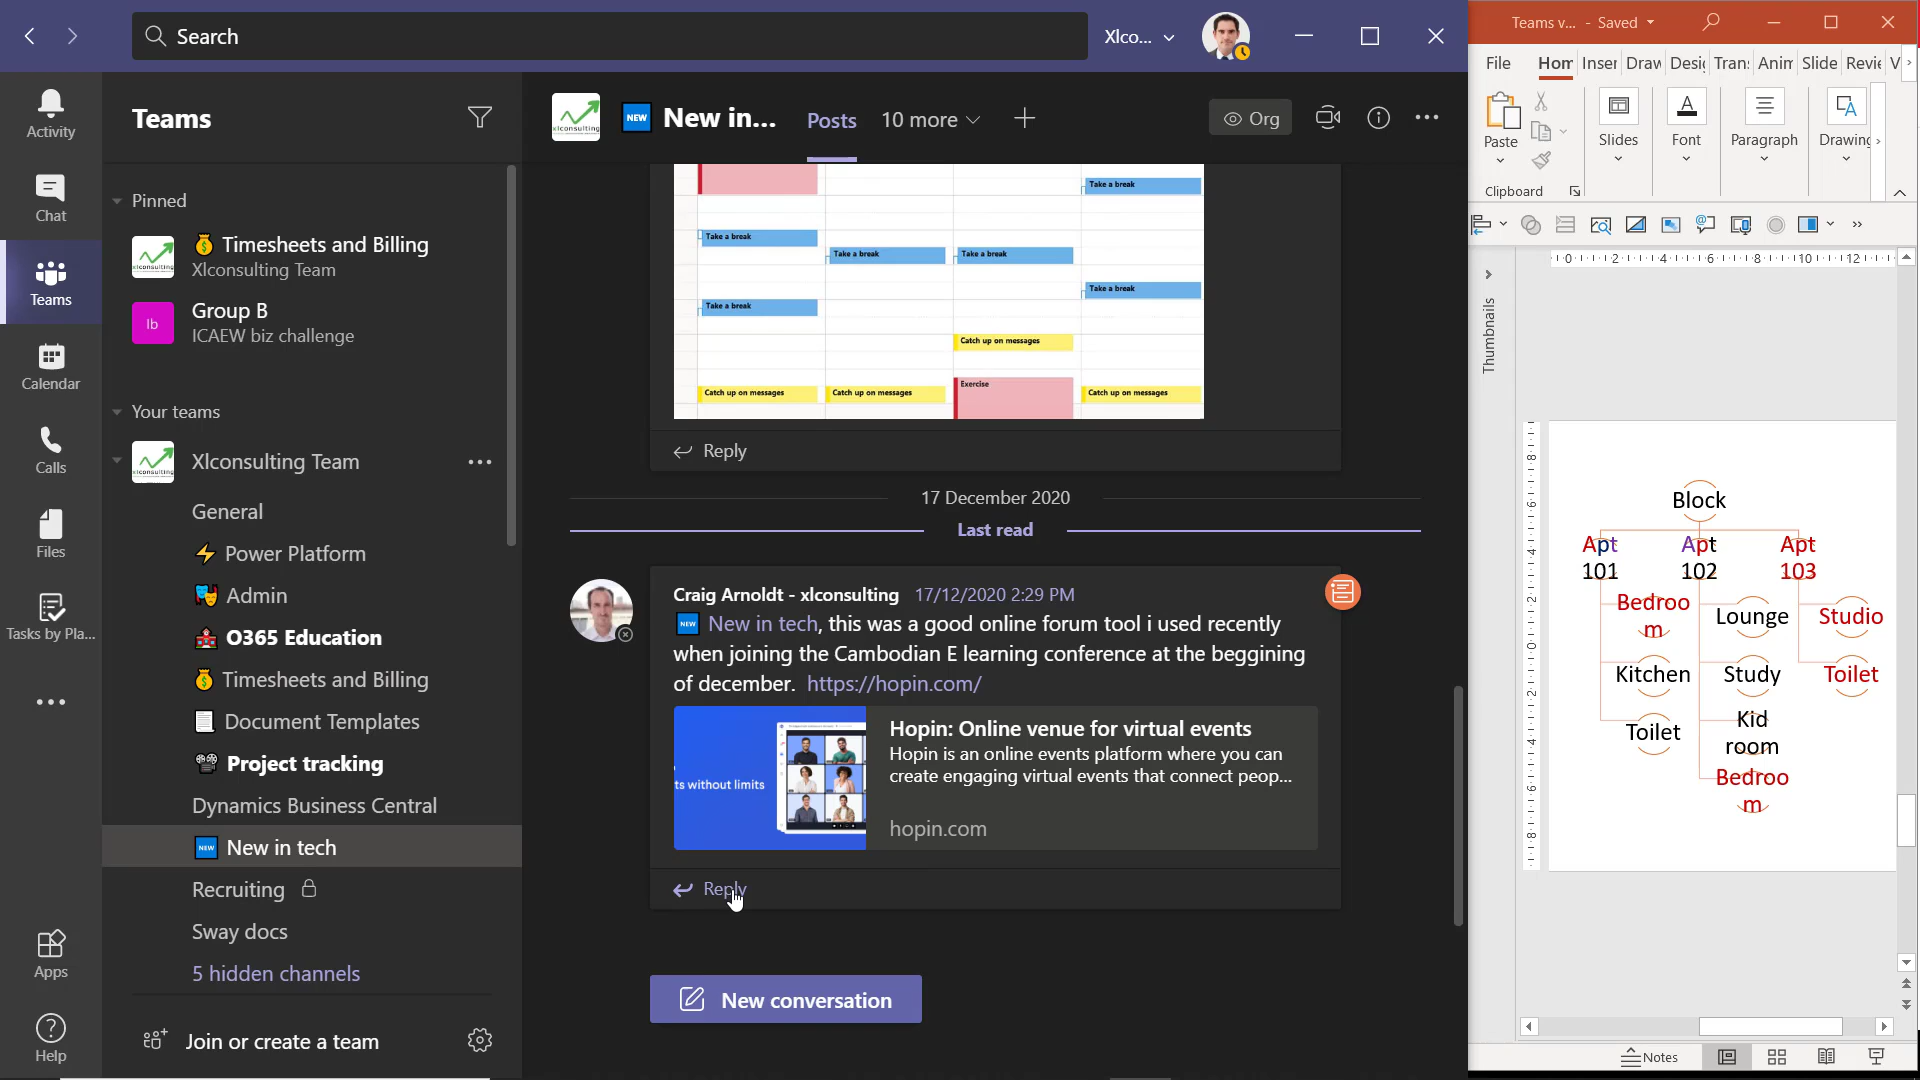 Search
Xlco...
Activity
Chat
Teams
Calendar
Calls
Files
Tasks by Pla...
Apps
Help
Teams
Pinned
Timesheets and Billing
Xlconsulting Team
Ib
Group B
ICAEW biz challenge
Your teams
xlconsulting
Xlconsulting Team
General
Power Platform
Admin
O365 Education
Timesheets and Billing
Document Templates
Project tracking
Dynamics Business Central
NEW New in tech
Recruiting
Sway docs
5 hidden channels
Join or create a team
xlconsulting
NEW New in... Posts 10 more
Org
Take a break
Take a break
Take a break Take a break
Take a break
Take a break
Catch up on messages
Exercise
Catch up on messages Catch up on messages Catch up on messages
Reply
17 December 2020
Last read
Craig Arnoldt - xlconsulting 17/12/2020 2:29 PM
NEW New in tech, this was a good online forum tool i used recently
when joining the Cambodian E learning conference at the beggining
of december. https://hopin.com/
ts without limits
Hopin: Online venue for virtual events
Hopin is an online events platform where you can
create engaging virtual events that connect peop...
hopin.com
Reply
New conversation
Teams v... - Saved
File Hom Inser Draw Desig Trans Anim Slide Revie V
Paste
Clipboard
Slides
Font
Paragraph
Drawing
Thumbnails
Block
Apt
101
Apt
102
Apt
103
Bedroo
m
Kitchen
Toilet
Lounge
Study
Kid
room
Bedroo
m
Studio
Toilet
Notes